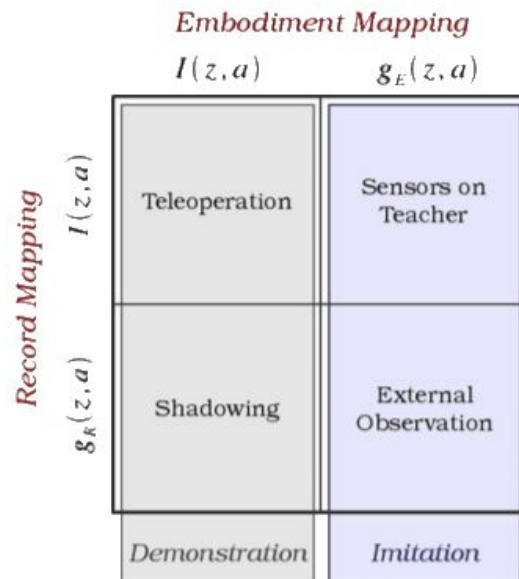 Embodiment Mapping
I(z,a) g_E(z,a)
Record Mapping
I(z,a)
Teleoperation
Sensors on
Teacher
g_R(z,a)
Shadowing
External
Observation
Demonstration Imitation